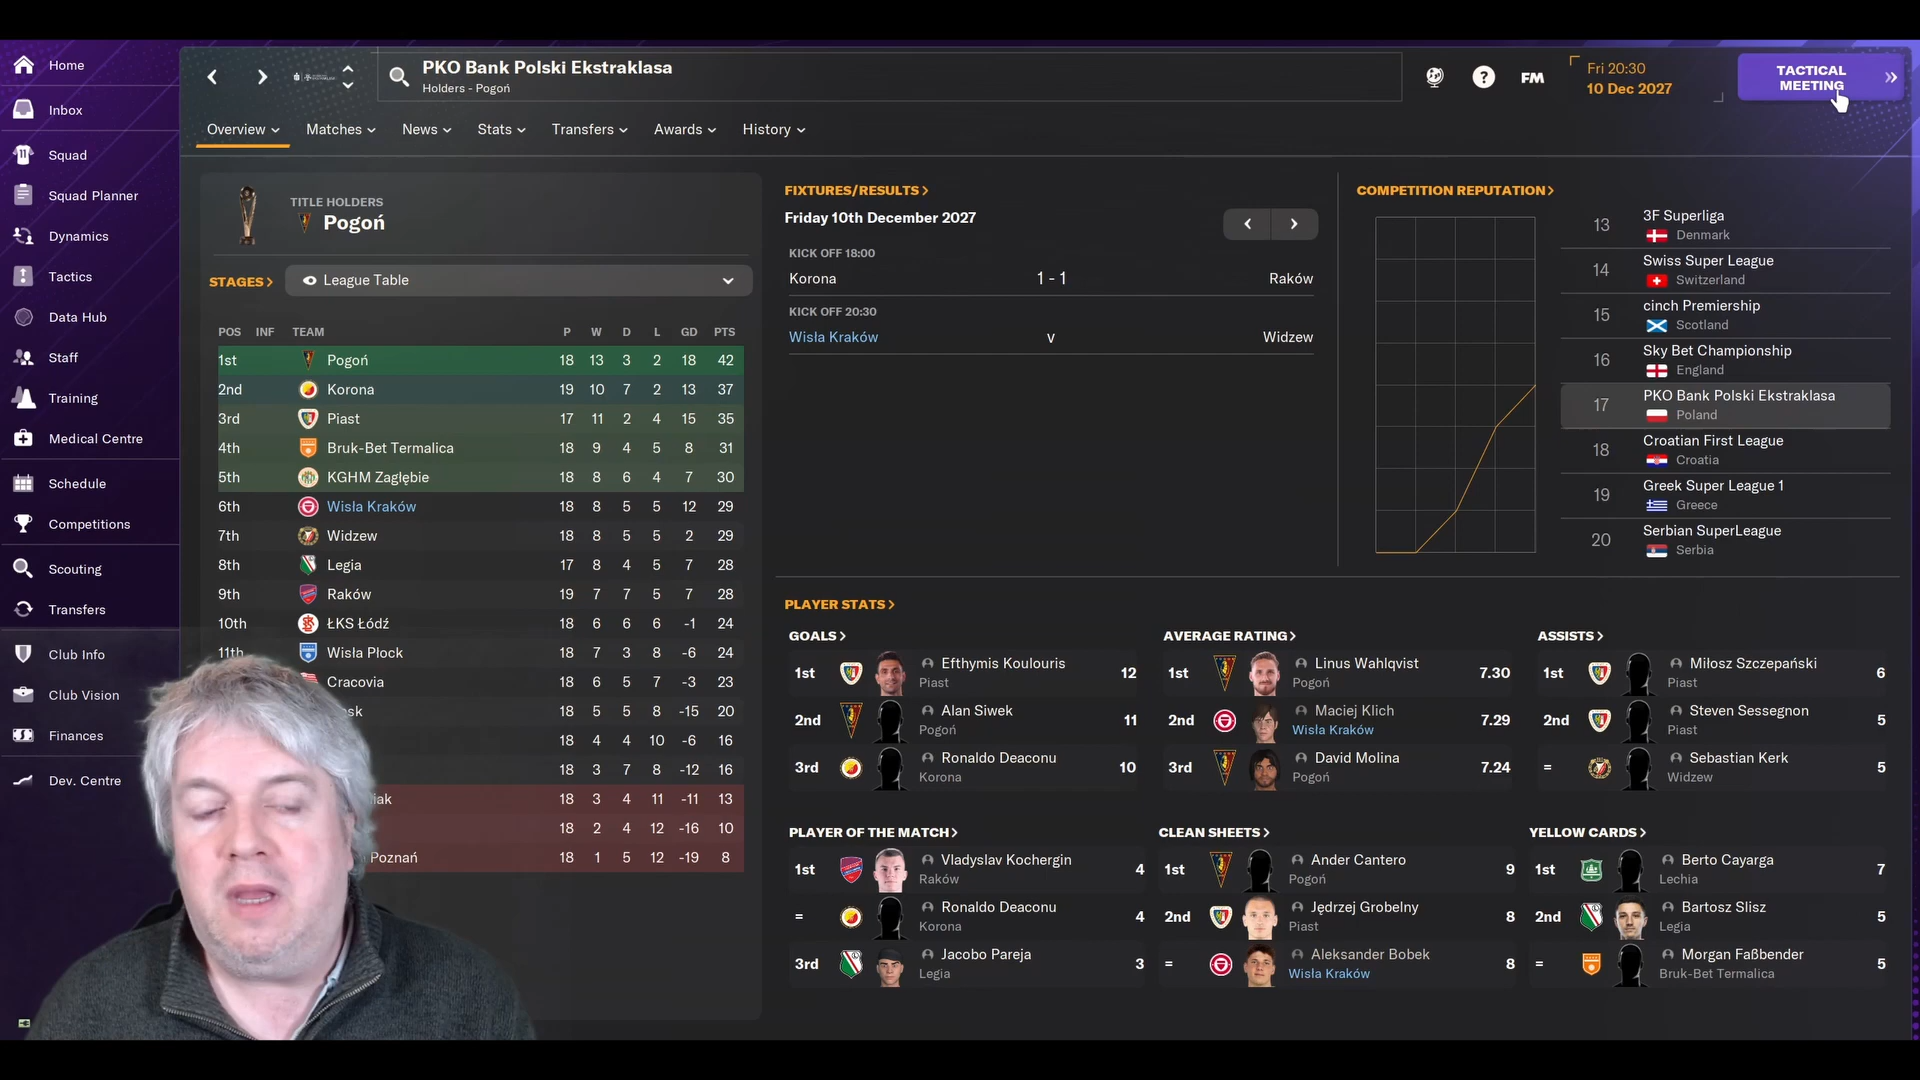 Home
Inbox
Squad
Squad Planner
Dynamics
Tactics
Data Hub
Staff
Training
Medical Centre
Schedule
Competitions
Scouting
Transfers
Club Info
Club Vision
Finances
Dev. Centre
PKO Bank Polski Ekstraklasa
Holders - Pogoń
FM
Fri 20:30
10 Dec 2027
TACTICAL
MEETING
Overview Matches News Stats Transfers Awards History
TITLE HOLDERS
Pogoń
STAGES> League Table
POS INF TEAM P W D L GD PTS
1st Pogoń 18 13 3 2 18 42
2nd Korona 19 10 7 2 13 37
3rd Piast 17 11 2 4 15 35
4th Bruk-Bet Termalica 18 9 4 5 8 31
5th KGHM Zagłębie 18 8 6 4 7 30
6th Wisła Kraków 18 8 5 5 12 29
7th Widzew 18 8 5 5 2 29
8th Legia 17 8 4 5 7 28
9th Raków 19 7 7 5 7 28
10th ŁKS Łódź 18 6 6 6 -1 24
11th Wisła Płock 18 7 3 8 -6 24
Cracovia 18 6 5 7 -3 23
sk 18 5 5 8 -15 20
18 4 4 10 -6 16
18 3 7 8 -12 16
iak 18 3 4 11 -11 13
18 2 4 12 -16 10
Poznań 18 1 5 12 -19 8
FIXTURES/RESULTS>
Friday 10th December 2027
KICK OFF 18:00
Korona 1 - 1 Raków
KICK OFF 20:30
Wisła Kraków v Widzew
COMPETITION REPUTATION>
13 3F Superliga
Denmark
14 Swiss Super League
Switzerland
15 cinch Premiership
Scotland
16 Sky Bet Championship
England
17 PKO Bank Polski Ekstraklasa
Poland
18 Croatian First League
Croatia
19 Greek Super League 1
Greece
20 Serbian SuperLeague
Serbia
PLAYER STATS>
GOALS>
1st Efthymis Koulouris 12
Piast
2nd Alan Siwek 11
Pogoń
3rd Ronaldo Deaconu 10
Korona
AVERAGE RATING>
1st Linus Wahlqvist 7.30
Pogoń
2nd Maciej Klich 7.29
Wisła Kraków
3rd David Molina 7.24
Pogoń
ASSISTS>
1st Miłosz Szczepański 6
Piast
2nd Steven Sessegnon 5
Piast
= Sebastian Kerk 5
Widzew
PLAYER OF THE MATCH>
1st Vladyslav Kochergin 4
Raków
= Ronaldo Deaconu 4
Korona
3rd Jacobo Pareja 3
Legia
CLEAN SHEETS>
1st Ander Cantero 9
Pogoń
2nd Jędrzej Grobelny 8
Piast
= Aleksander Bobek 8
Wisła Kraków
YELLOW CARDS>
1st Berto Cayarga 7
Lechia
2nd Bartosz Slisz 5
Legia
= Morgan Faßbender 5
Bruk-Bet Termalica